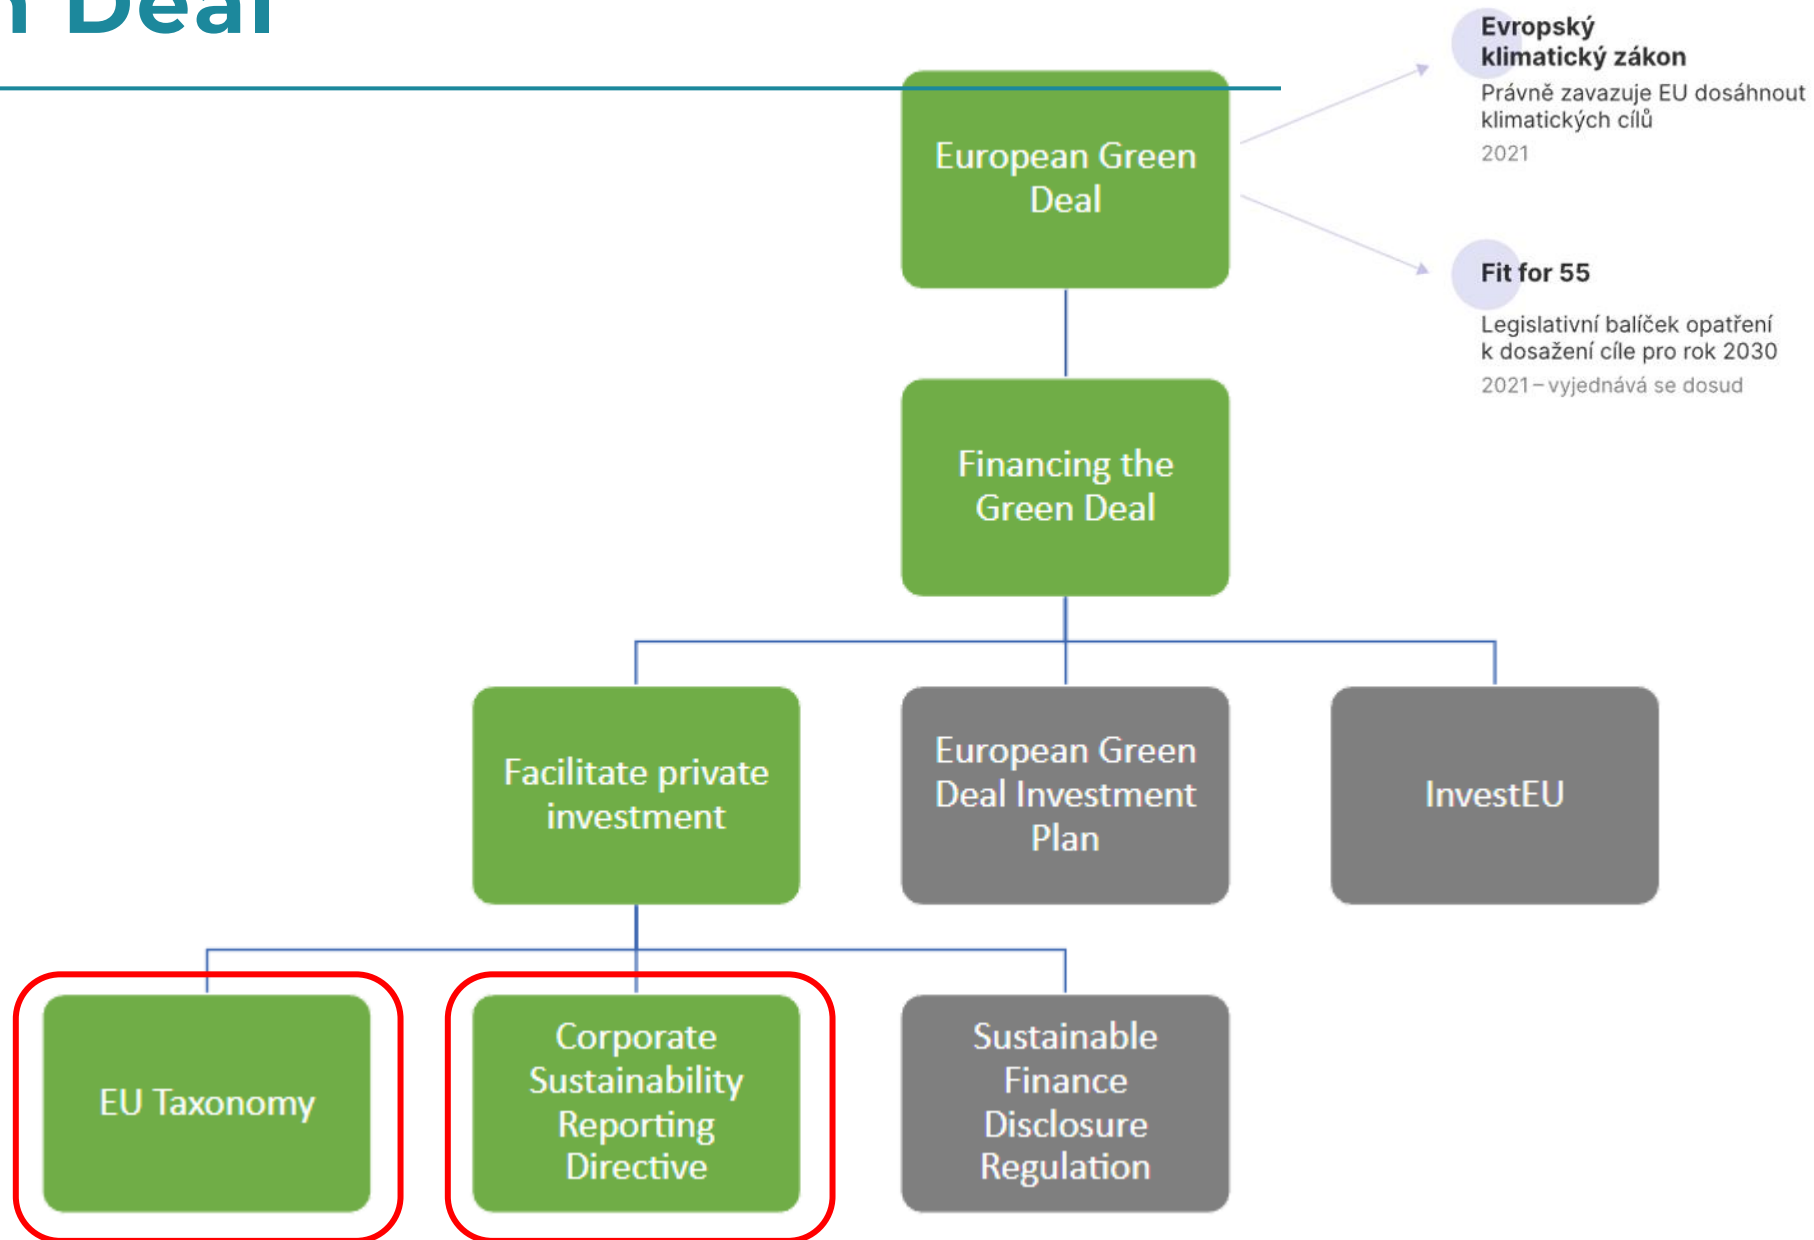 n Deal
Evropský
klimatický zákon
Právně zavazuje EU dosáhnout
klimatických cílů
2021
European Green
Deal
Fit for 55
Legislativní balíček opatření
k dosažení cíle pro rok 2030
2021 – vyjednává se dosud
Financing the
Green Deal
Facilitate private
investment
European Green
Deal Investment
Plan
InvestEU
EU Taxonomy
Corporate
Sustainability
Reporting
Directive
Sustainable
Finance
Disclosure
Regulation